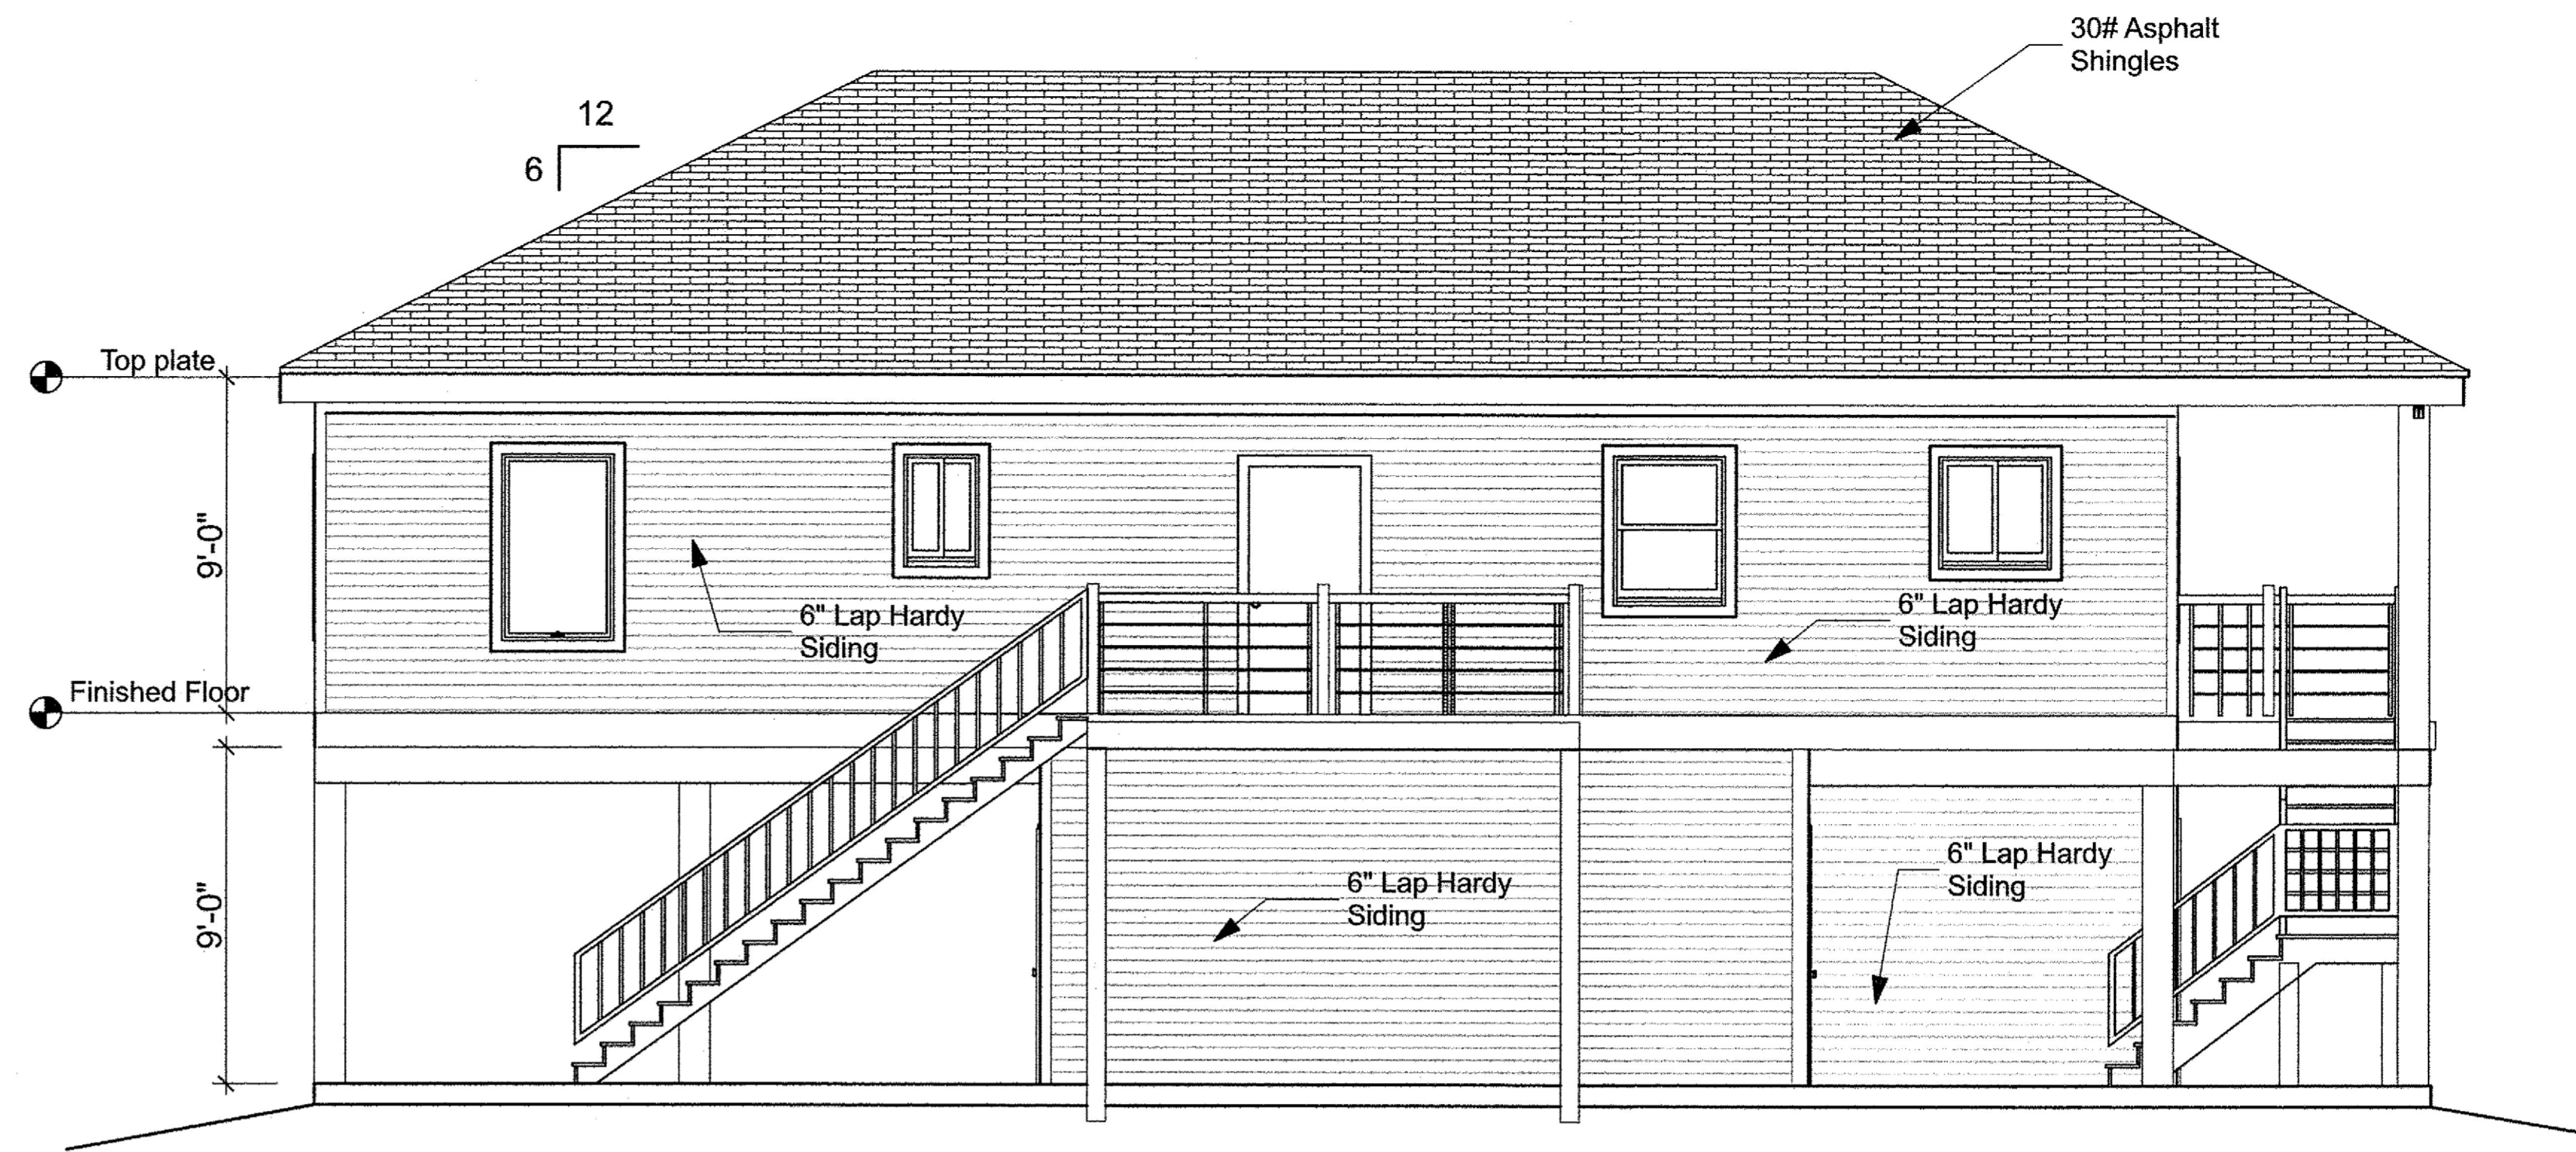 30# Asphalt
Shingles
12
6
Top plate
9'-0"
6" Lap Hardy
Siding
6" Lap Hardy
Siding
Finished Floor
9'-0"
6" Lap Hardy
Siding
6" Lap Hardy
Siding